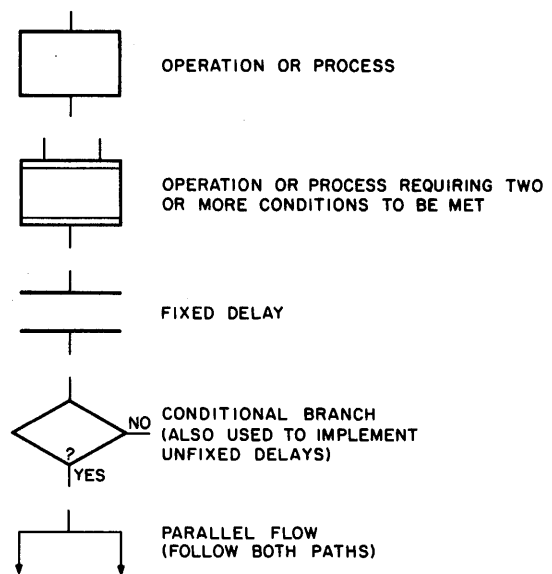 OPERATION OR PROCESS
OPERATION OR PROCESS REQUIRING TWO
OR MORE CONDITIONS TO BE MET
FIXED DELAY
NO
?
YES
CONDITIONAL BRANCH
(ALSO USED TO IMPLEMENT
UNFIXED DELAYS)
PARALLEL FLOW
(FOLLOW BOTH PATHS)